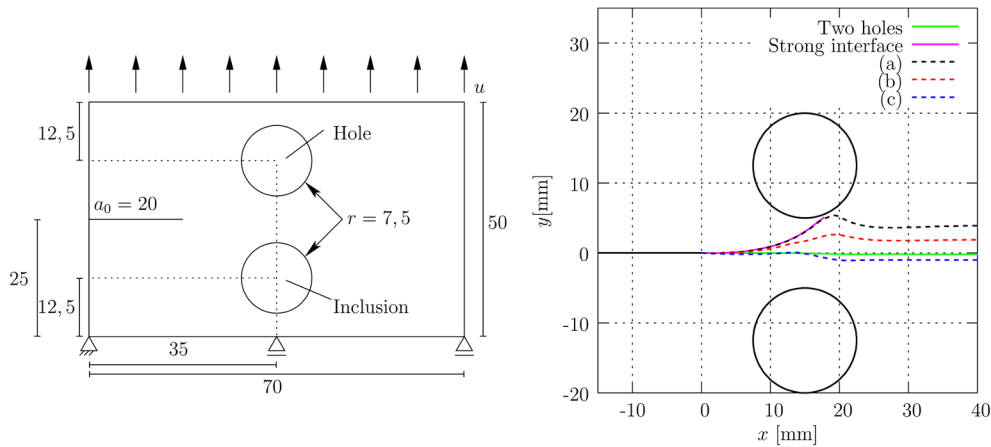 u
12,5
Hole
a₀ = 20
r = 7,5
50
25
12,5
Inclusion
35
70
Two holes
Strong interface
(a)
(b)
(c)
30
20
10
0
-10
-20
y[mm]
-10
0
10
20
30
40
x [mm]